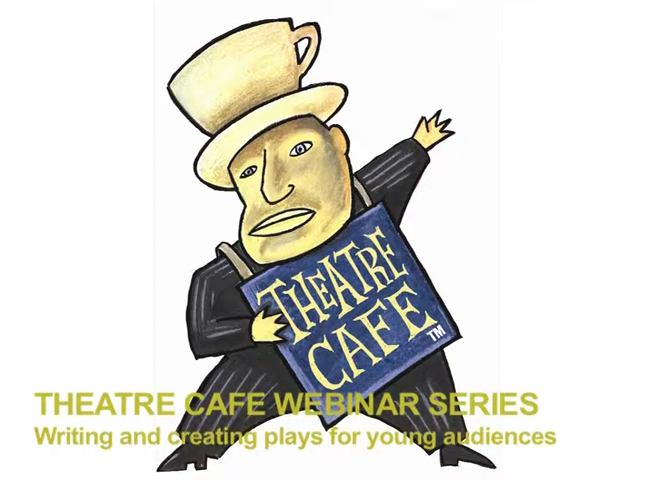 THEATRE
CAFE TM
THEATRE CAFE WEBINAR SERIES
Writing and creating plays for young audiences